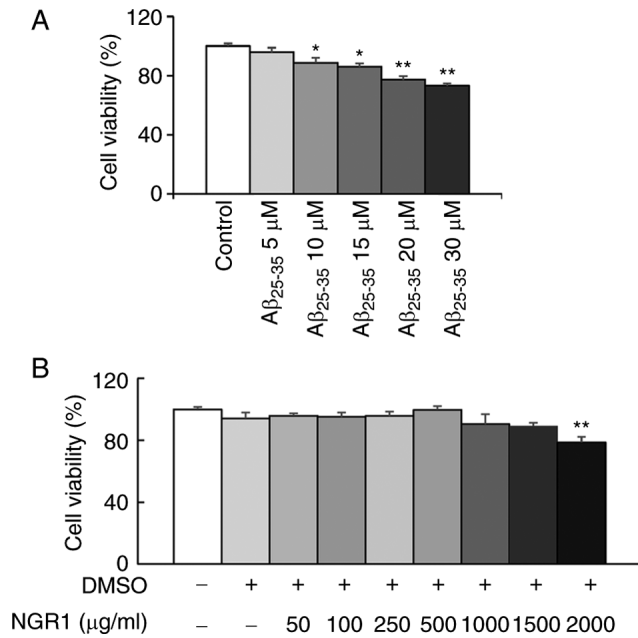 A
120
80
40
0
Cell viability (%)
*
*
**
**
Control
Aβ25-35 5 μM
Aβ25-35 10 μM
Aβ25-35 15 μM
Aβ25-35 20 μM
Aβ25-35 30 μM
B
120
80
40
0
Cell viability (%)
**
DMSO – + + + + + + + +
NGR1 (μg/ml) – – 50 100 250 500 1000 1500 2000